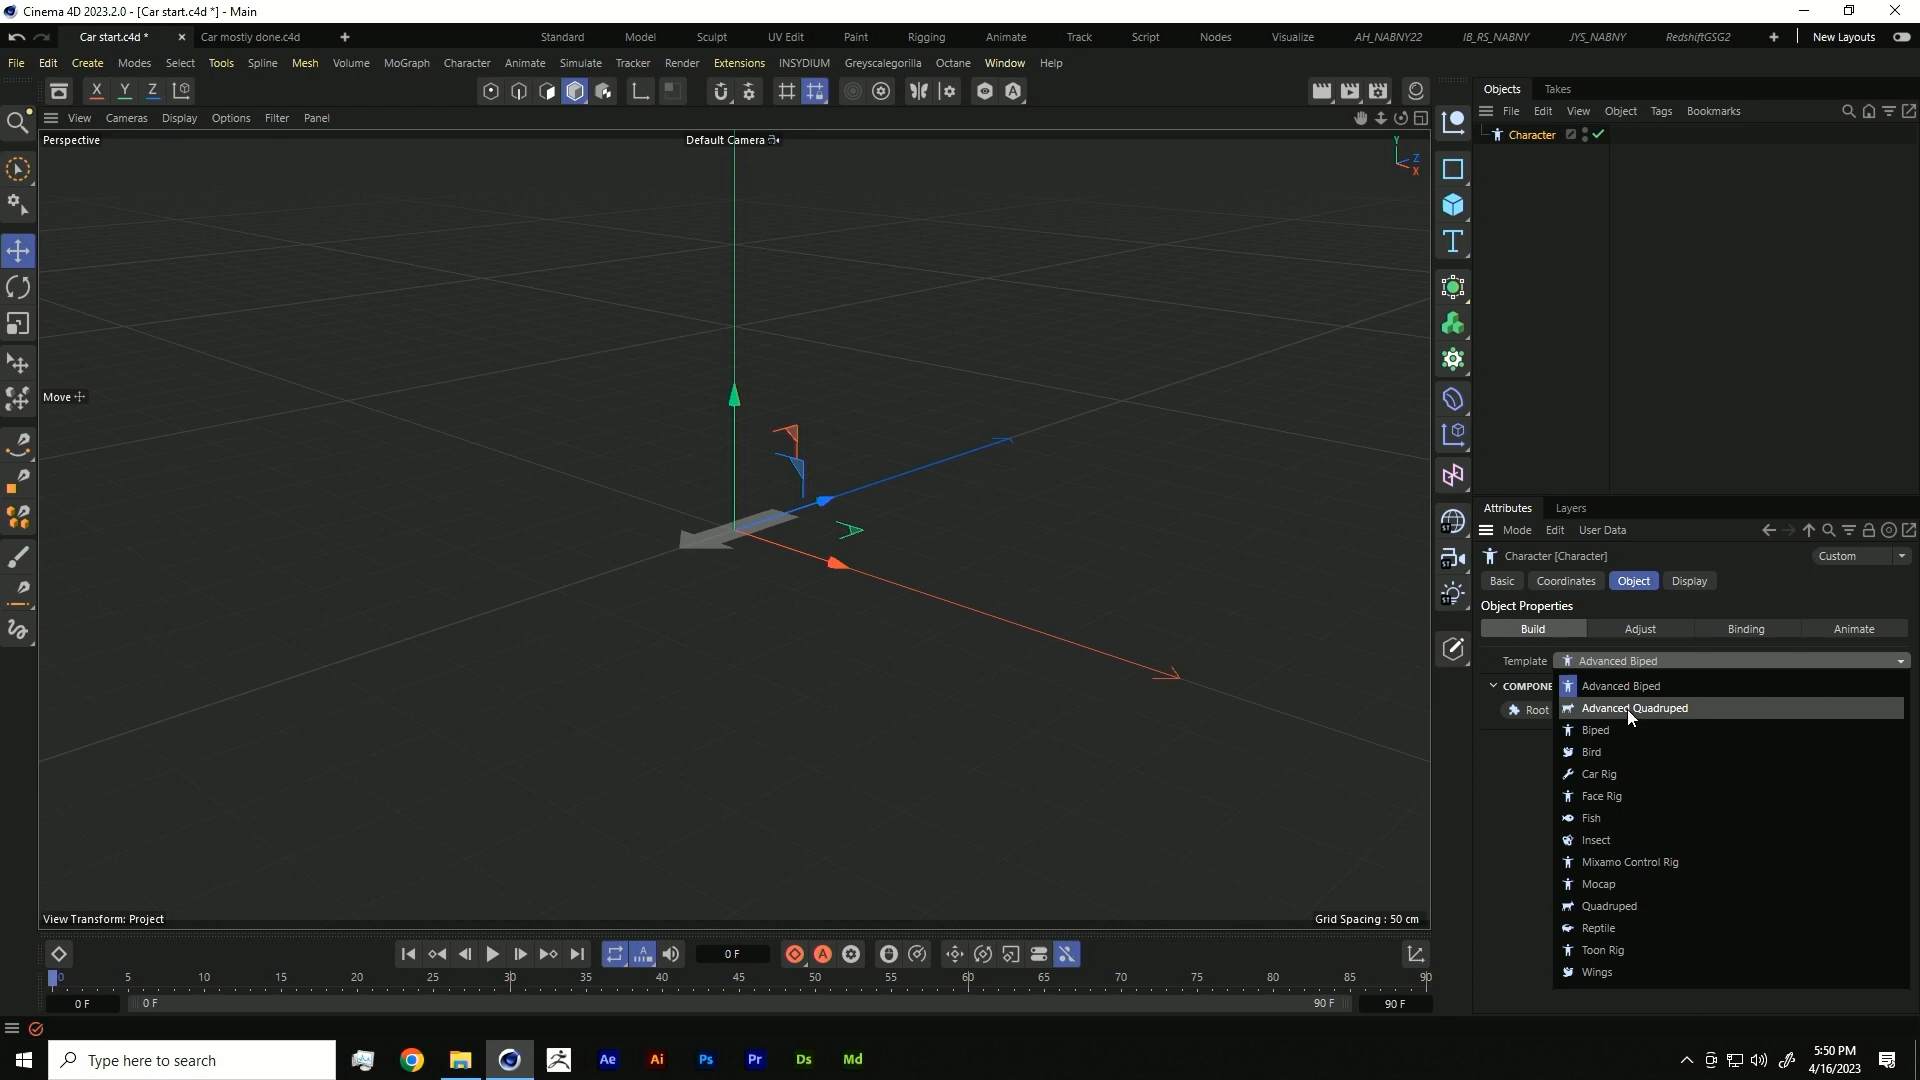 Cinema 4D 2023.2.0 - [Car start.c4d *] - Main
Car start.c4d * × Car mostly done.c4d + Standard Model Sculpt UV Edit Paint Rigging Animate Track Script Nodes Visualize AH_NABNY22 IB_RS_NABNY JYS_NABNY RedshiftGSG2 + New Layouts
File Edit Create Modes Select Tools Spline Mesh Volume MoGraph Character Animate Simulate Tracker Render Extensions INSYDIUM Greyscalegorilla Octane Window Help
X Y Z
Objects Takes
View Cameras Display Options Filter Panel
File Edit View Object Tags Bookmarks
Perspective
Default Camera
Y
Z
X
Character
Move
Attributes Layers
Mode Edit User Data
Character [Character]
Custom
Basic Coordinates Object Display
Object Properties
Build Adjust Binding Animate
Template Advanced Biped
COMPONE
Root
Advanced Biped
Advanced Quadruped
Biped
Bird
Car Rig
Face Rig
Fish
Insect
Mixamo Control Rig
Mocap
Quadruped
Reptile
Toon Rig
Wings
View Transform: Project
Grid Spacing : 50 cm
0 F
0 5 10 15 20 25 30 35 40 45 50 55 60 65 70 75 80 85 90
0 F 0 F 90 F 90 F
Type here to search
Ae Ai Ps Pr Ds Md
5:50 PM
4/16/2023